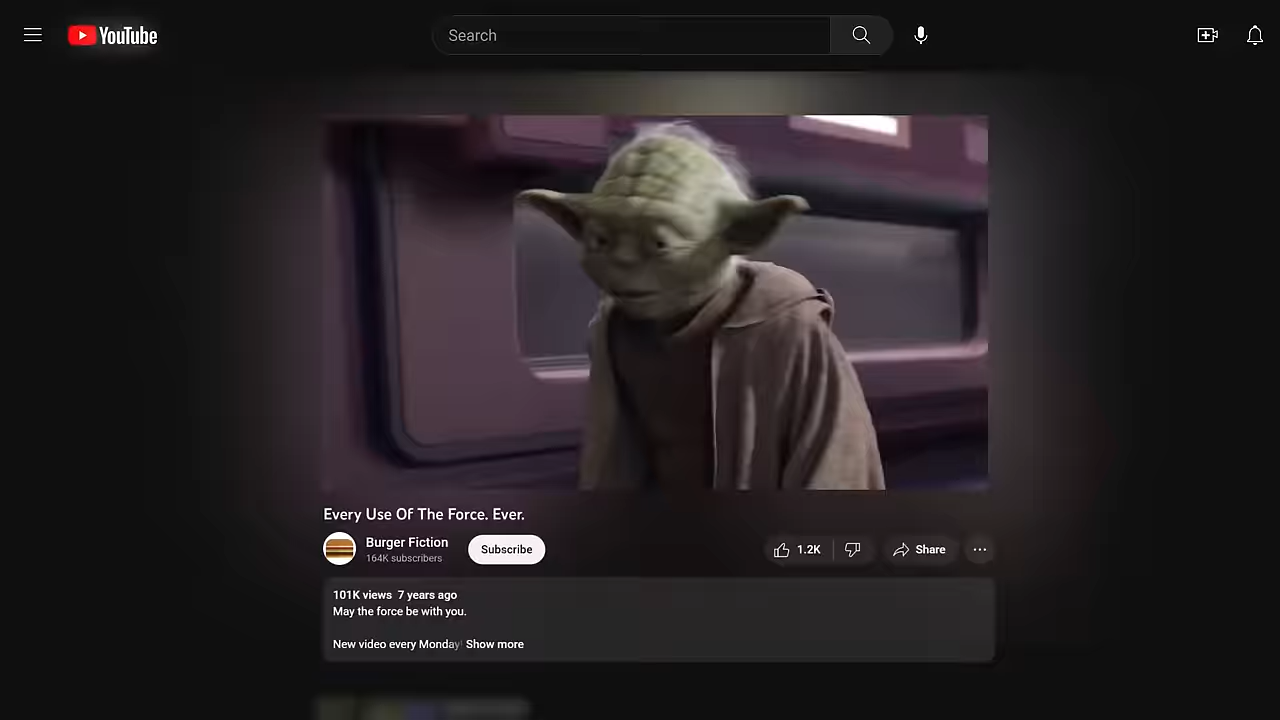 YouTube
Search
Every Use Of The Force. Ever.
Burger Fiction
164K subscribers
Subscribe
1.2K
Share
101K views 7 years ago
May the force be with you.
New video every Monday! Show more